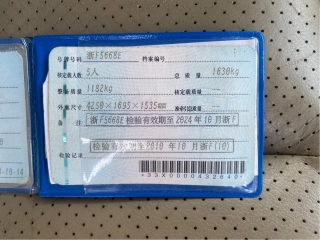 号牌号码 浙F5668E 档案编号
核定载人数 5人 总质量 1630kg
整备质量 1182kg 核定载质量 --
外廓尺寸 4250×1695×1535mm 准牵引总质量 --
备注 浙F5668E 检验有效期至2024年10月浙F
检验有效期至2010年10月浙F(10)
检验记录
*33X0000432640*